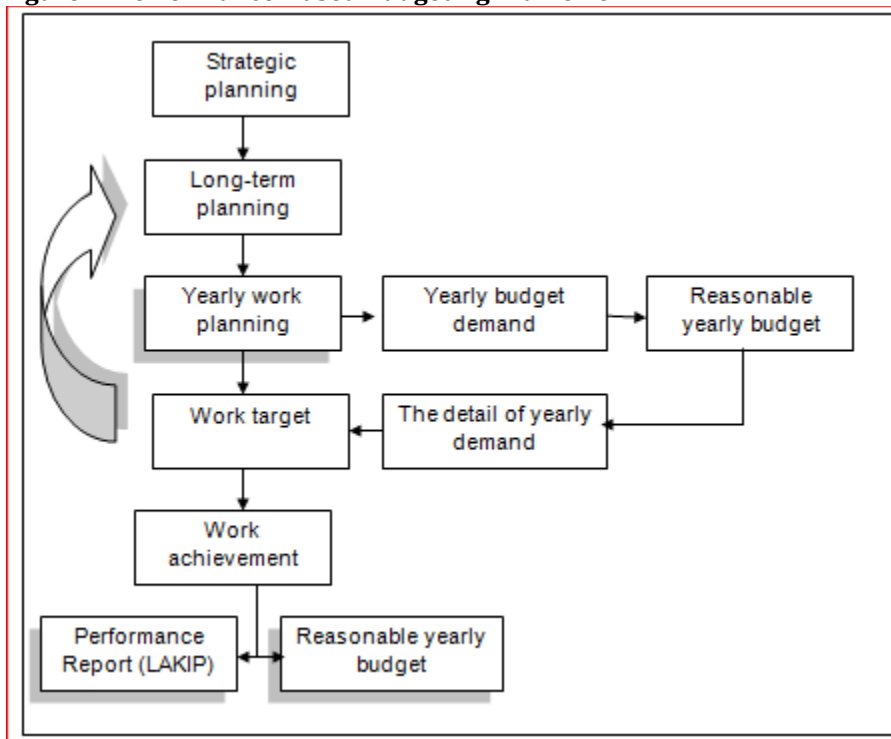 Strategic
planning
Long-term
planning
Yearly work
planning
Yearly budget
demand
Reasonable
yearly budget
Work target
The detail of yearly
demand
Work
achievement
Performance
Report (LAKIP)
Reasonable yearly
budget